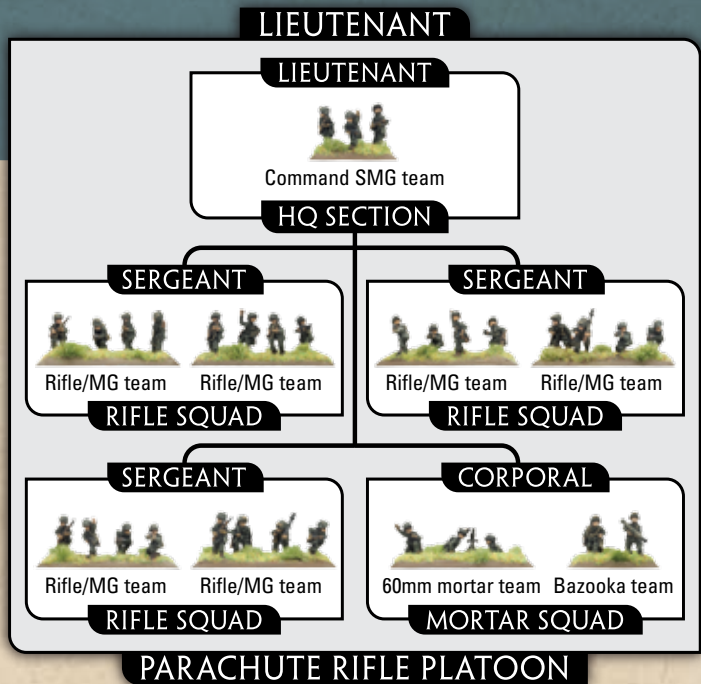 LIEUTENANT
LIEUTENANT
Command SMG team
HQ SECTION
SERGEANT
Rifle/MG team Rifle/MG team
RIFLE SQUAD
SERGEANT
Rifle/MG team Rifle/MG team
RIFLE SQUAD
SERGEANT
Rifle/MG team Rifle/MG team
RIFLE SQUAD
CORPORAL
60mm mortar team Bazooka team
MORTAR SQUAD
PARACHUTE RIFLE PLATOON